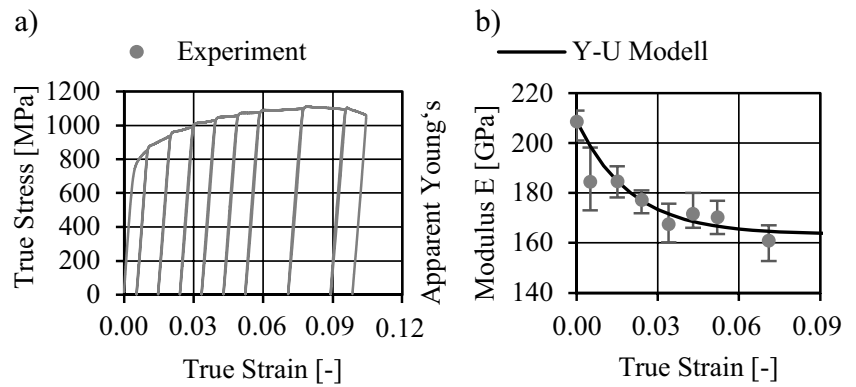 a)
Experiment
True Stress [MPa]
1200
1000
800
600
400
200
0
0.00 0.03 0.06 0.09 0.12
True Strain [-]
b)
Y-U Modell
Apparent Young‘s
Modulus E [GPa]
220
200
180
160
140
0.00 0.03 0.06 0.09
True Strain [-]